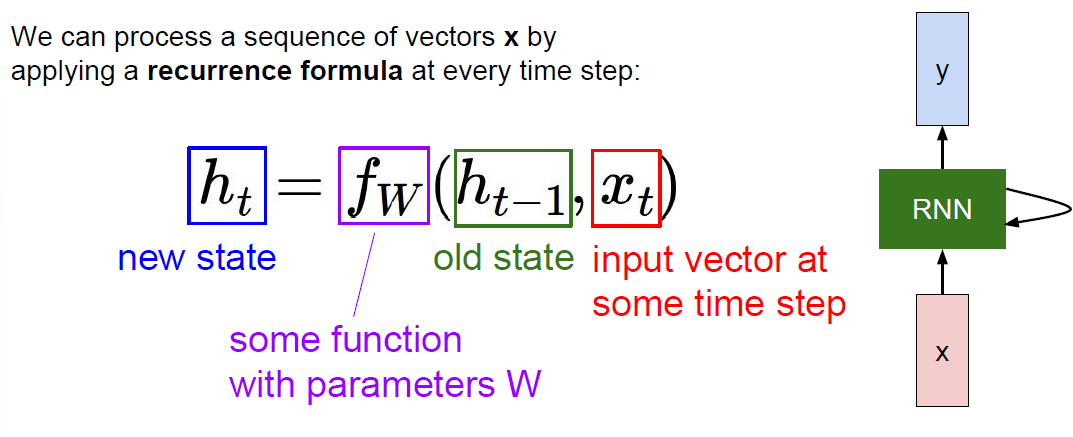 We can process a sequence of vectors x by
applying a recurrence formula at every time step:
h_t = f_W(h_{t-1}, x_t)
new state
old state
input vector at
some time step
some function
with parameters W
y
RNN
x